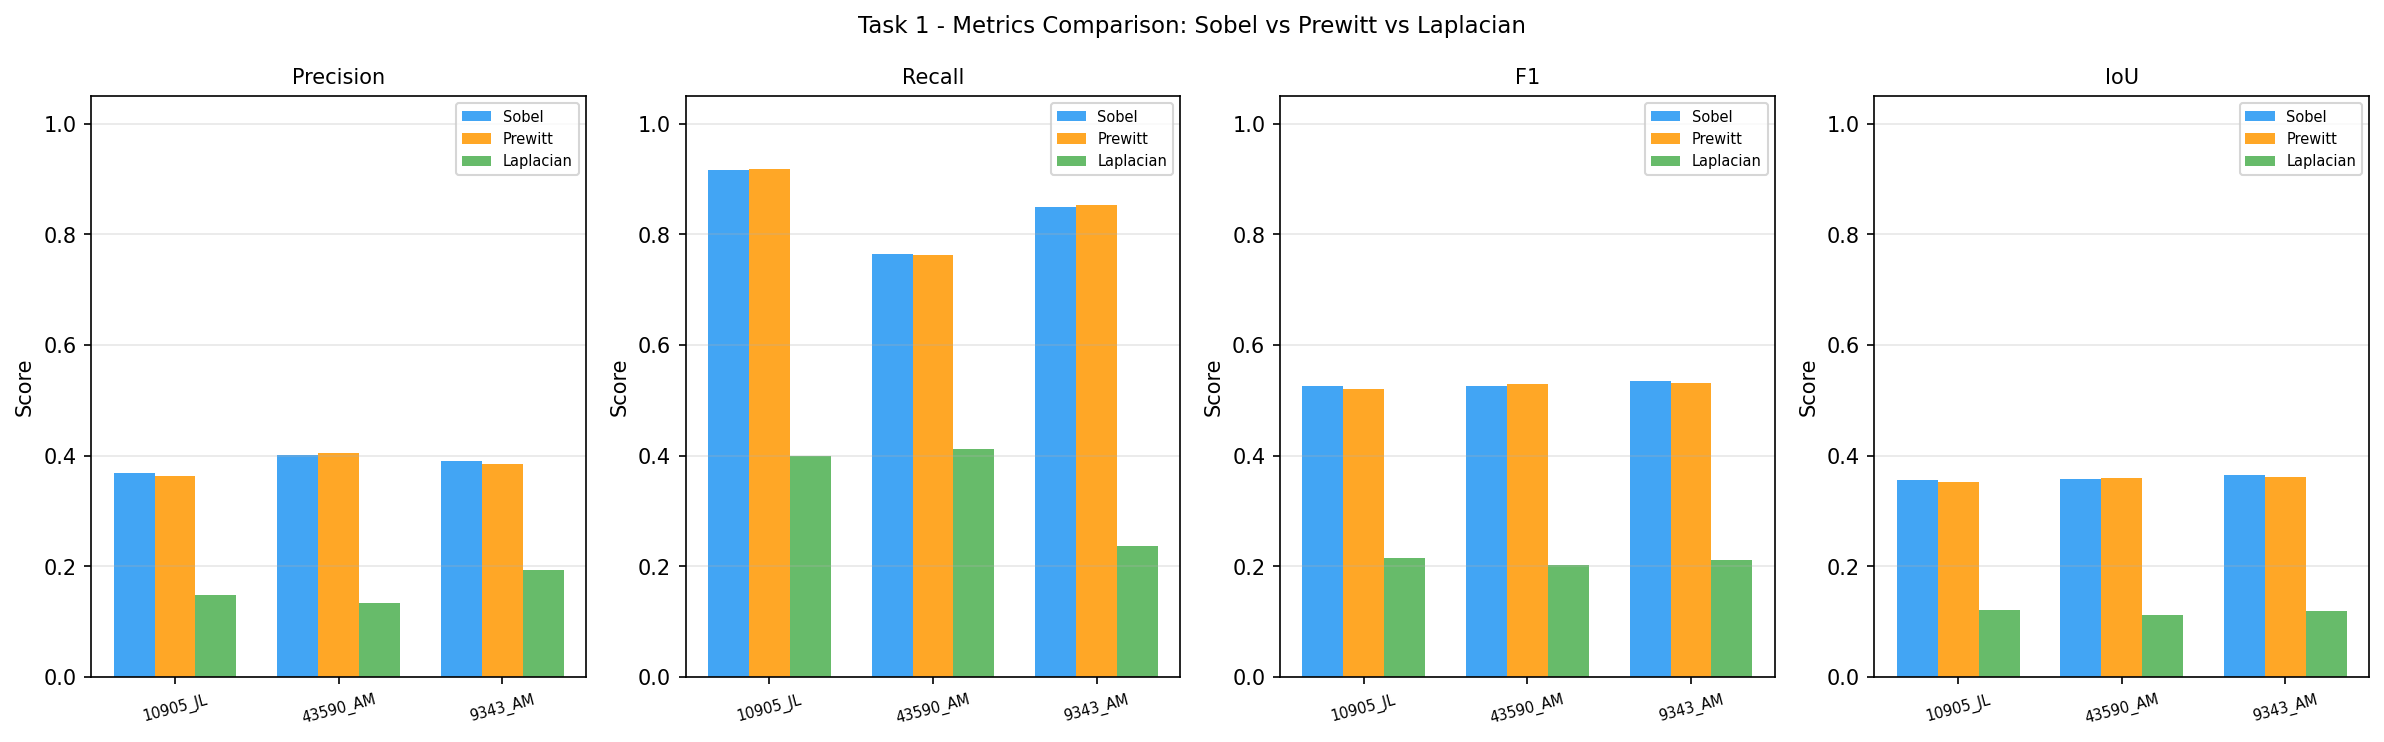 Task 1 - Metrics Comparison: Sobel vs Prewitt vs Laplacian
Precision
Score
1.0
0.8
0.6
0.4
0.2
0.0
Sobel
Prewitt
Laplacian
10905_JL
43590_AM
9343_AM
Recall
Score
1.0
0.8
0.6
0.4
0.2
0.0
Sobel
Prewitt
Laplacian
10905_JL
43590_AM
9343_AM
F1
Score
1.0
0.8
0.6
0.4
0.2
0.0
Sobel
Prewitt
Laplacian
10905_JL
43590_AM
9343_AM
IoU
Score
1.0
0.8
0.6
0.4
0.2
0.0
Sobel
Prewitt
Laplacian
10905_JL
43590_AM
9343_AM